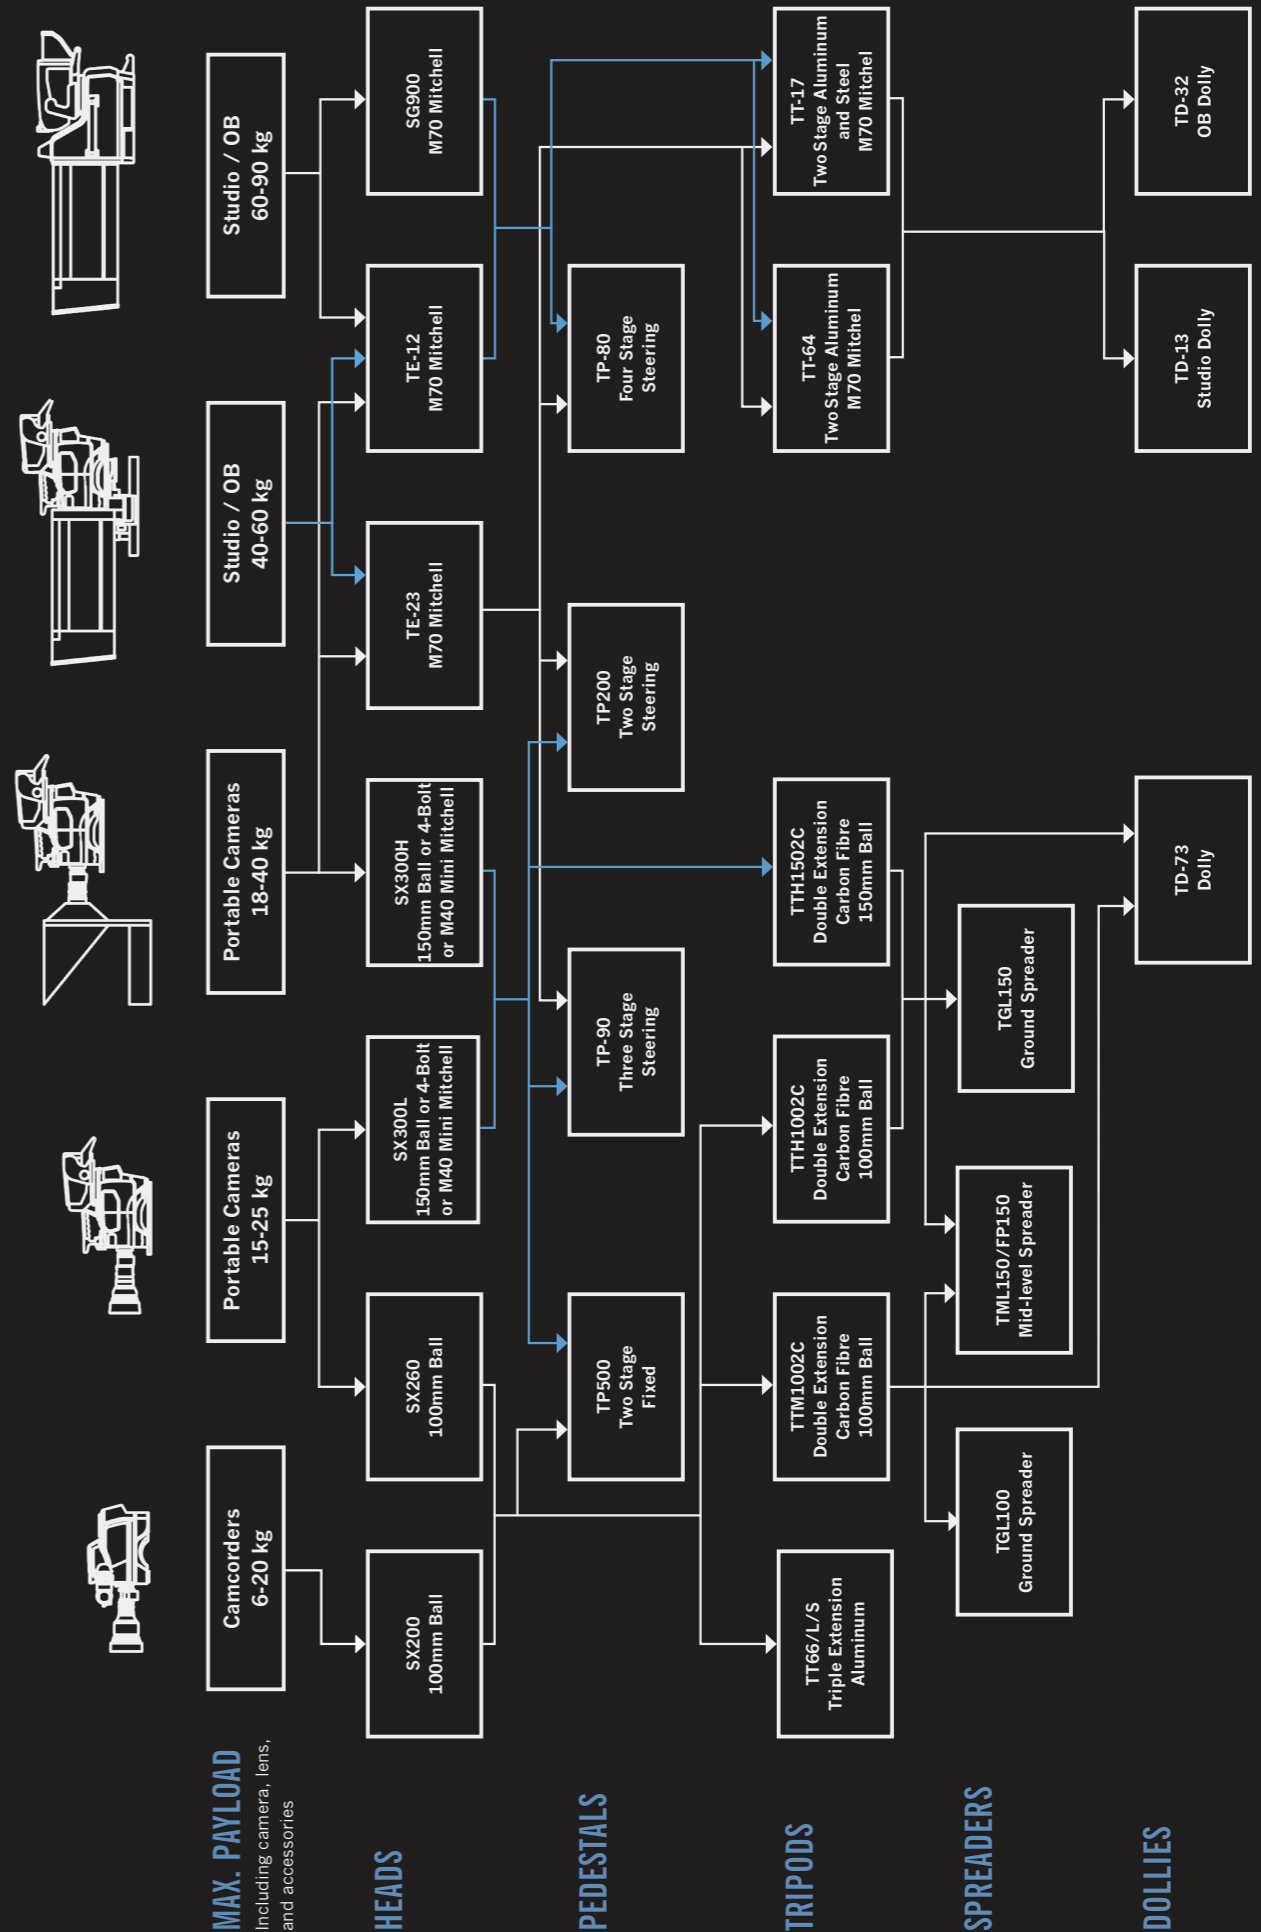 MAX. PAYLOAD
Including camera, lens,
and accessories
Camcorders
6-20 kg
Portable Cameras
15-25 kg
Portable Cameras
18-40 kg
Studio / OB
40-60 kg
Studio / OB
60-90 kg
HEADS
SX200
100mm Ball
SX260
100mm Ball
SX300L
150mm Ball or 4-Bolt
or M40 Mini Mitchell
SX300H
150mm Ball or 4-Bolt
or M40 Mini Mitchell
TE-23
M70 Mitchell
TE-12
M70 Mitchell
SG900
M70 Mitchell
PEDESTALS
TP500
Two Stage
Fixed
TP-90
Three Stage
Steering
TP200
Two Stage
Steering
TP-80
Four Stage
Steering
TRIPODS
TT66/L/S
Triple Extension
Aluminum
TTM1002C
Double Extension
Carbon Fibre
100mm Ball
TTH1002C
Double Extension
Carbon Fibre
100mm Ball
TTH1502C
Double Extension
Carbon Fibre
150mm Ball
TT-64
Two Stage Aluminum
M70 Mitchel
TT-17
Two Stage Aluminum
and Steel
M70 Mitchel
SPREADERS
TGL100
Ground Spreader
TML150/FP150
Mid-level Spreader
TGL150
Ground Spreader
DOLLIES
TD-73
Dolly
TD-13
Studio Dolly
TD-32
OB Dolly